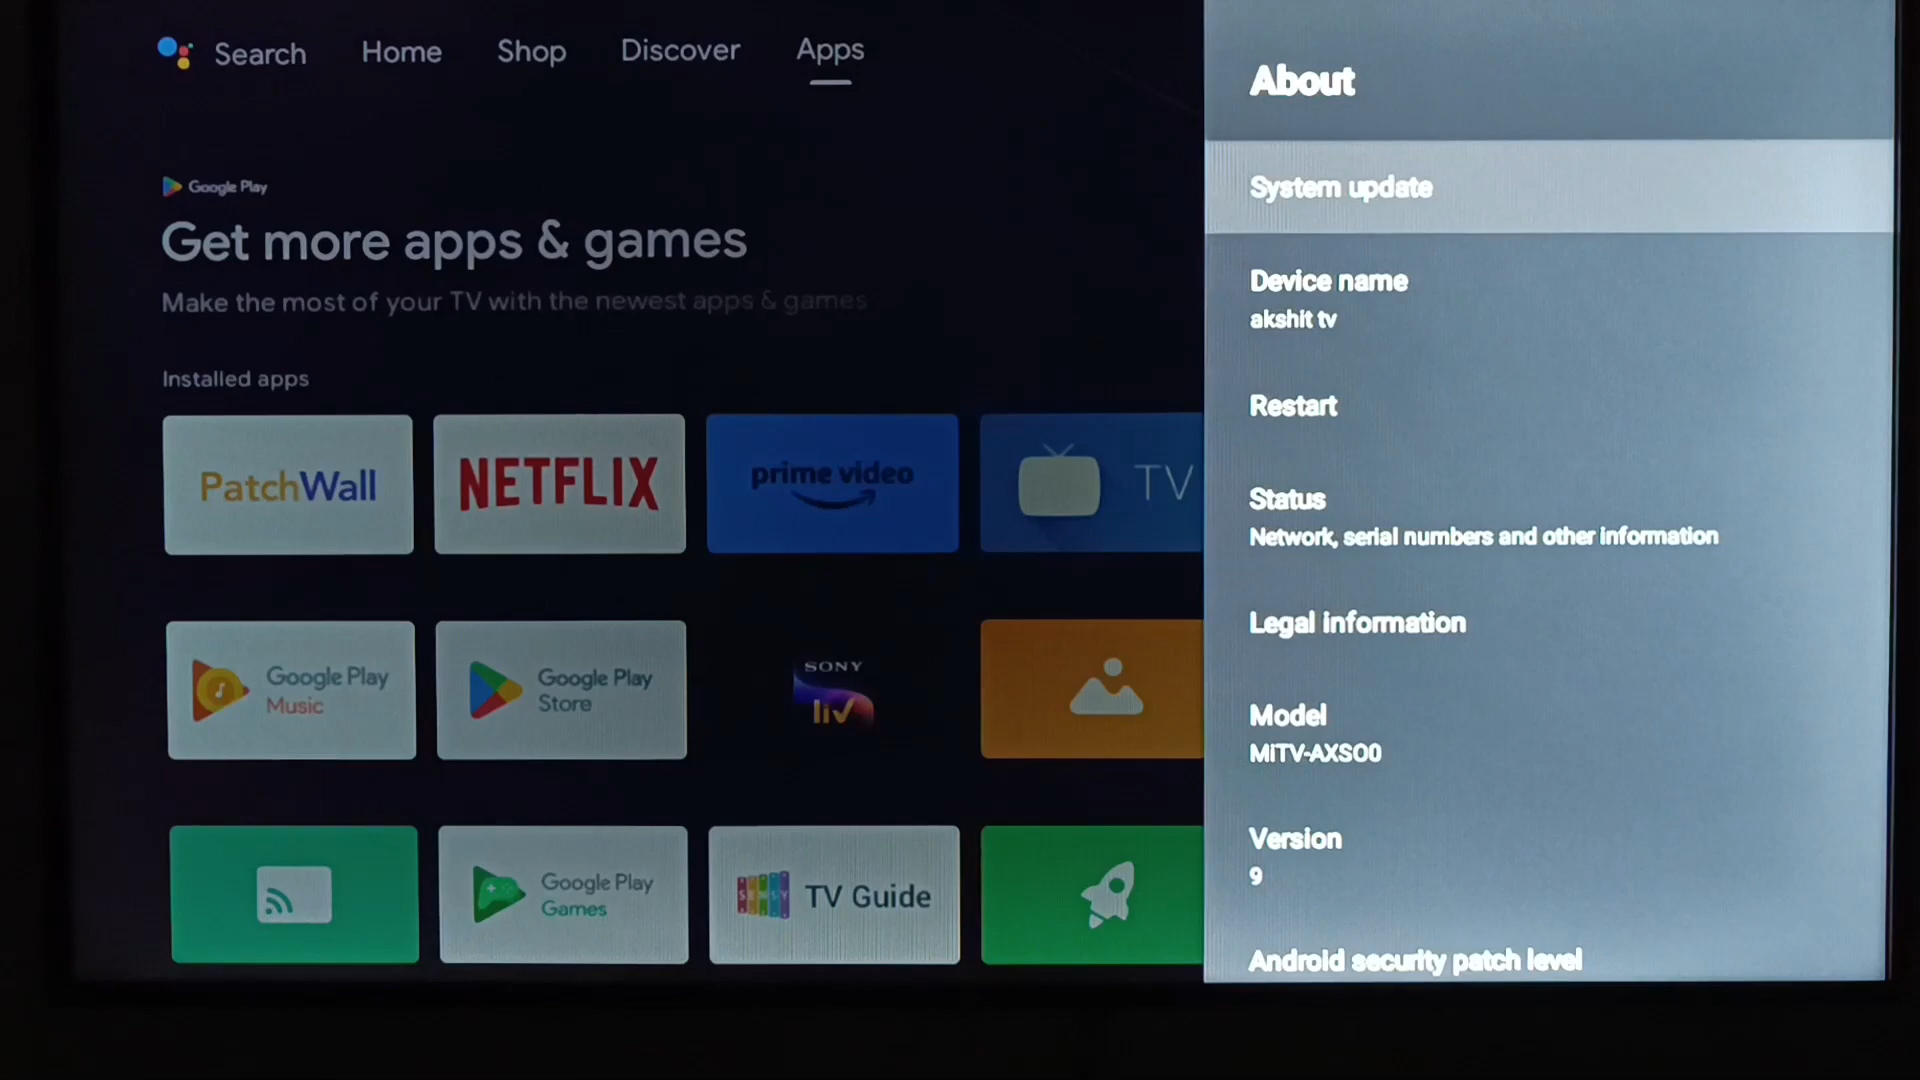 Search Home Shop Discover Apps
Google Play
Get more apps & games
Make the most of your TV with the newest apps & games
Installed apps
PatchWall
NETFLIX
prime video
TV
Google Play
Music
Google Play
Store
SONY
liv
Google Play
Games
SENSY
TV Guide
About
System update
Device name
akshit tv
Restart
Status
Network, serial numbers and other information
Legal information
Model
MiTV-AXSO0
Version
9
Android security patch level